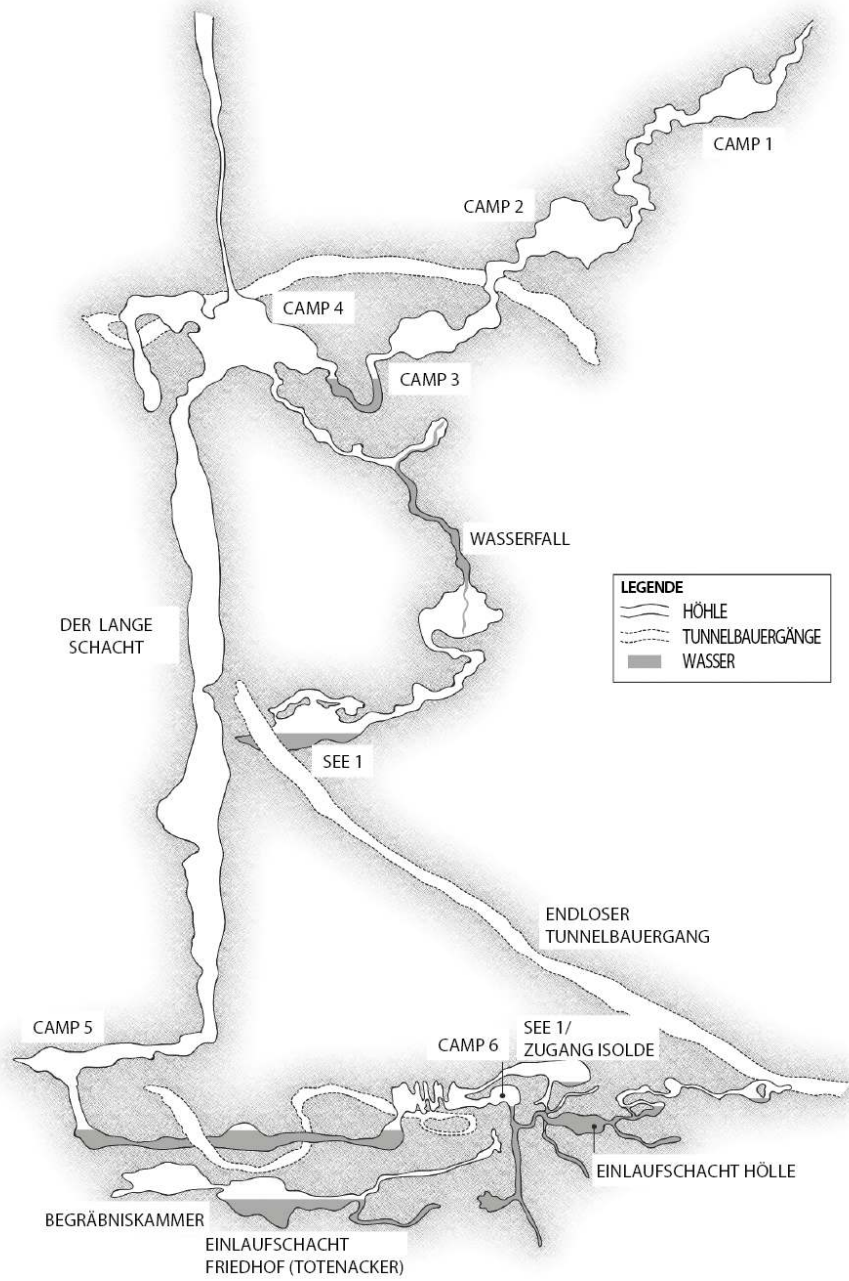 CAMP 1
CAMP 2
CAMP 4
CAMP 3
WASSERFALL
LEGENDE
HÖHLE
TUNNELBAUERGÄNGE
WASSER
DER LANGE
SCHACHT
SEE 1
ENDLOSER
TUNNELBAUERGANG
CAMP 5
CAMP 6
SEE 1/
ZUGANG ISOLDE
EINLAUFSCHACHT HÖLLE
BEGRÄBNISKAMMER
EINLAUFSCHACHT
FRIEDHOF (TOTENACKER)